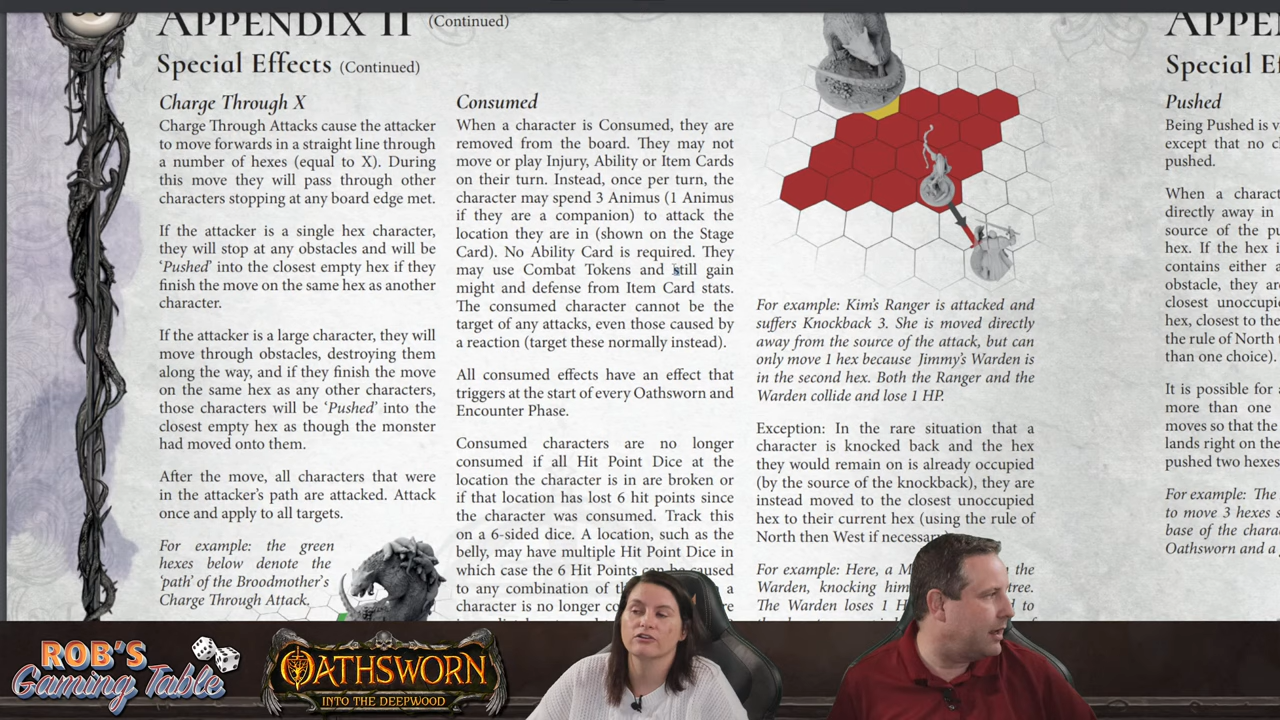 APPENDIX II (Continued)
Special Effects (Continued)
Charge Through X
Charge Through Attacks cause the attacker
to move forwards in a straight line through
a number of hexes (equal to X). During
this move they will pass through other
characters stopping at any board edge met.
If the attacker is a single hex character,
they will stop at any obstacles and will be
‘Pushed’ into the closest empty hex if they
finish the move on the same hex as another
character.
If the attacker is a large character, they will
move through obstacles, destroying them
along the way, and if they finish the move
on the same hex as any other characters,
those characters will be ‘Pushed’ into the
closest empty hex as though the monster
had moved onto them.
After the move, all characters that were
in the attacker's path are attacked. Attack
once and apply to all targets.
For example: the green
hexes below denote the
‘path’ of the Broodmother's
Charge Through Attack.
Consumed
When a character is Consumed, they are
removed from the board. They may not
move or play Injury, Ability or Item Cards
on their turn. Instead, once per turn, the
character may spend 3 Animus (1 Animus
if they are a companion) to attack the
location they are in (shown on the Stage
Card). No Ability Card is required. They
may use Combat Tokens and still gain
might and defense from Item Card stats.
The consumed character cannot be the
target of any attacks, even those caused by
a reaction (target these normally instead).
All consumed effects have an effect that
triggers at the start of every Oathsworn and
Encounter Phase.
Consumed characters are no longer
consumed if all Hit Point Dice at the
location the character is in are broken or
if that location has lost 6 hit points since
the character was consumed. Track this
on a 6-sided dice. A location, such as the
belly, may have multiple Hit Point Dice in
which case the 6 Hit Points can be caused
to any combination of
character is no longer
For example: Kim's Ranger is attacked and
suffers Knockback 3. She is moved directly
away from the source of the attack, but can
only move 1 hex because Jimmy's Warden is
in the second hex. Both the Ranger and the
Warden collide and lose 1 HP.
Exception: In the rare situation that a
character is knocked back and the hex
they would remain on is already occupied
(by the source of the knockback), they are
instead moved to the closest unoccupied
hex to their current hex (using the rule of
North then West if necessary
For example: Here, a the
Warden, knocking him tree.
The Warden loses 1 to
Special
Pushed
Being Pushed is
except that no
pushed.
When a
directly away in
source of the
hex. If the hex
contains either
obstacle, they
closest
hex, closest to the
the rule of North
than one choice).
It is possible for
more than one
moves so that the
lands right on the
pushed two hexes
For example: The
to move 3 hexes
base of the
Oathsworn and a
ROB'S
Gaming Table
OATHSWORN
INTO THE DEEPWOOD